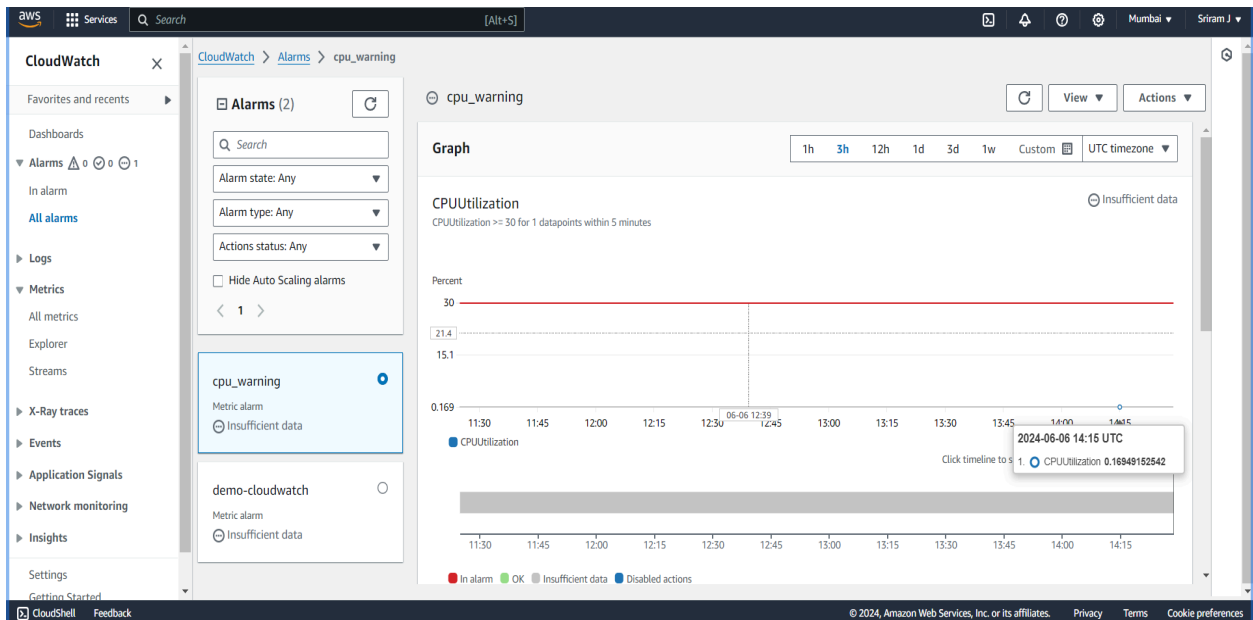 aws Services Search [Alt+S] Mumbai Sriram J
CloudWatch
Favorites and recents
Dashboards
Alarms 0 0 1
In alarm
All alarms
Logs
Metrics
All metrics
Explorer
Streams
X-Ray traces
Events
Application Signals
Network monitoring
Insights
Settings
Getting Started
CloudWatch > Alarms > cpu_warning
Alarms (2)
Search
Alarm state: Any
Alarm type: Any
Actions status: Any
Hide Auto Scaling alarms
< 1 >
cpu_warning
Metric alarm
Insufficient data
demo-cloudwatch
Metric alarm
Insufficient data
cpu_warning View Actions
Graph 1h 3h 12h 1d 3d 1w Custom UTC timezone
CPUUtilization Insufficient data
CPUUtilization >= 30 for 1 datapoints within 5 minutes
Percent
30
21.4
15.1
0.169
06-06 12:39
11:30 11:45 12:00 12:15 12:30 12:45 13:00 13:15 13:30 13:45 14:00 14:15
CPUUtilization
Click timeline to s
2024-06-06 14:15 UTC
1. CPUUtilization 0.16949152542
11:30 11:45 12:00 12:15 12:30 12:45 13:00 13:15 13:30 13:45 14:00 14:15
In alarm OK Insufficient data Disabled actions
CloudShell Feedback © 2024, Amazon Web Services, Inc. or its affiliates. Privacy Terms Cookie preferences